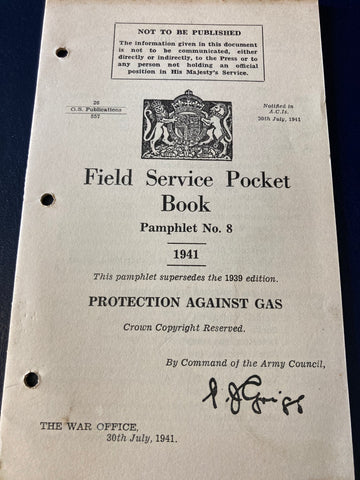 NOT TO BE PUBLISHED
The information given in this document
is not to be communicated, either
directly or indirectly, to the Press or to
any person not holding an official
position in His Majesty's Service.
26
G.S. Publications
557
Notified in
A.C.Is.
30th July, 1941
Field Service Pocket
Book
Pamphlet No. 8
1941
This pamphlet supersedes the 1939 edition.
PROTECTION AGAINST GAS
Crown Copyright Reserved.
By Command of the Army Council,
P. J. Grigg
THE WAR OFFICE,
30th July, 1941.